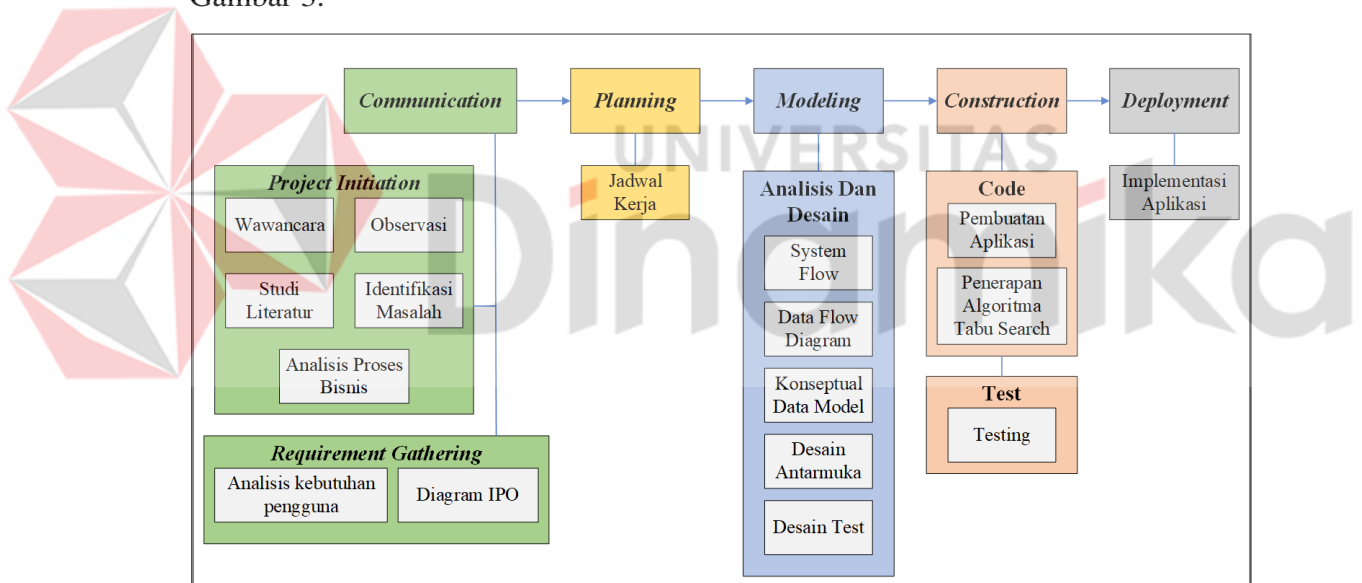 Gambar 3.
Communication
Planning
Modeling
Construction
Deployment
UNIVERSITAS
Dinamika
Project Initiation
Wawancara
Observasi
Studi
Literatur
Identifikasi
Masalah
Analisis Proses
Bisnis
Requirement Gathering
Analisis kebutuhan
pengguna
Diagram IPO
Jadwal
Kerja
Analisis Dan
Desain
System
Flow
Data Flow
Diagram
Konseptual
Data Model
Desain
Antarmuka
Desain Test
Code
Pembuatan
Aplikasi
Penerapan
Algoritma
Tabu Search
Test
Testing
Implementasi
Aplikasi